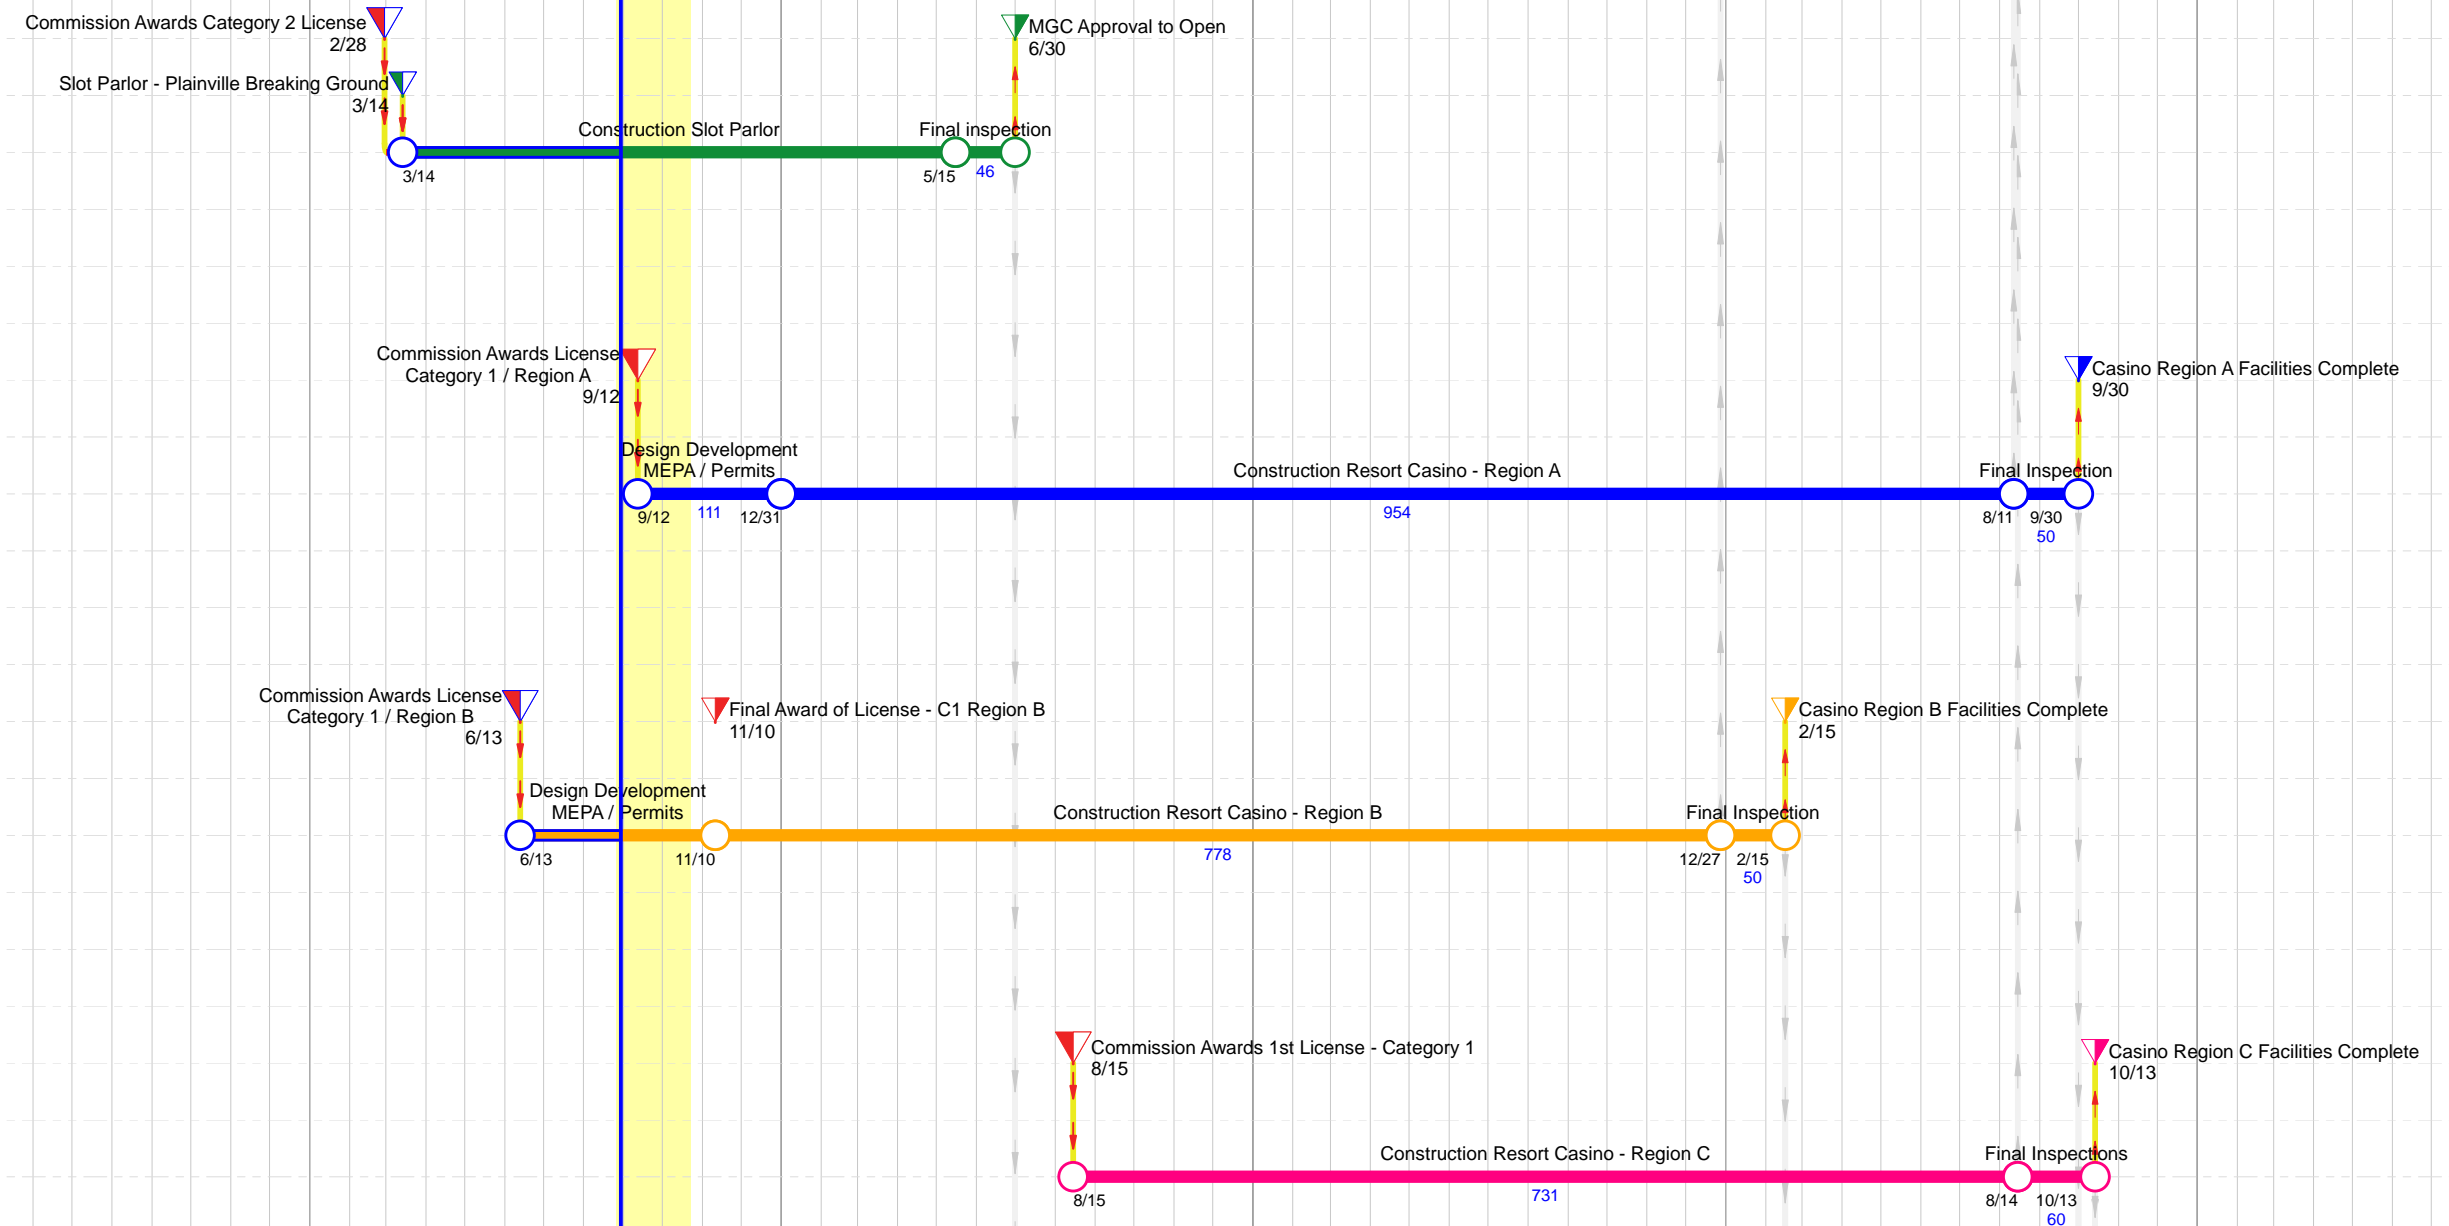 Commission Awards Category 2 License
2/28
MGC Approval to Open
6/30
Slot Parlor - Plainville Breaking Ground
3/14
Construction Slot Parlor
Final inspection
3/14
5/15
46
Commission Awards License
Category 1 / Region A
9/12
Casino Region A Facilities Complete
9/30
Design Development
MEPA / Permits
Construction Resort Casino - Region A
Final Inspection
9/12
111
12/31
954
8/11
9/30
50
Commission Awards License
Category 1 / Region B
6/13
Final Award of License - C1 Region B
11/10
Casino Region B Facilities Complete
2/15
Design Development
MEPA / Permits
Construction Resort Casino - Region B
Final Inspection
6/13
11/10
778
12/27
2/15
50
Commission Awards 1st License - Category 1
8/15
Casino Region C Facilities Complete
10/13
Construction Resort Casino - Region C
Final Inspections
8/15
731
8/14
10/13
60